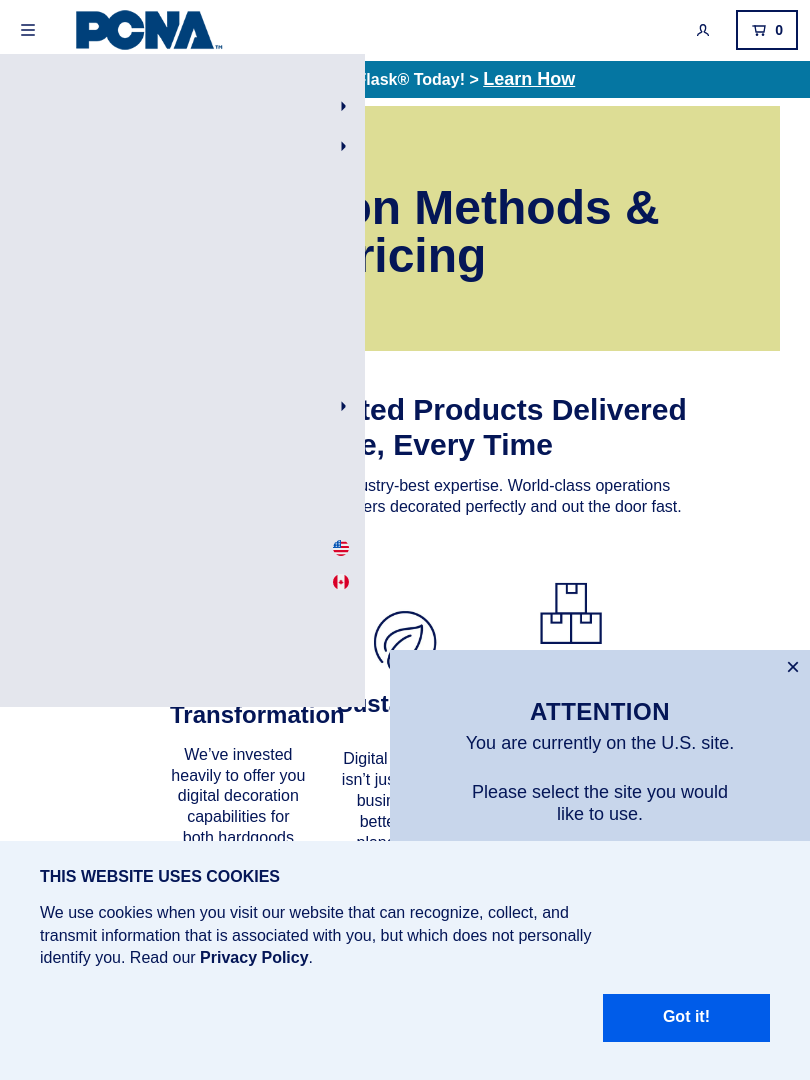 PCNA™
0
Flask® Today! > Learn How
on Methods &
ricing
ted Products Delivered
e, Every Time
ustry-best expertise. World-class operations
ers decorated perfectly and out the door fast.
Transformation
We’ve invested
heavily to offer you
digital decoration
capabilities for
both hardgoods
Susta
Digital
isn’t jus
busin
bette
plane
ATTENTION
You are currently on the U.S. site.
Please select the site you would
like to use.
THIS WEBSITE USES COOKIES
We use cookies when you visit our website that can recognize, collect, and
transmit information that is associated with you, but which does not personally
identify you. Read our Privacy Policy.
Got it!